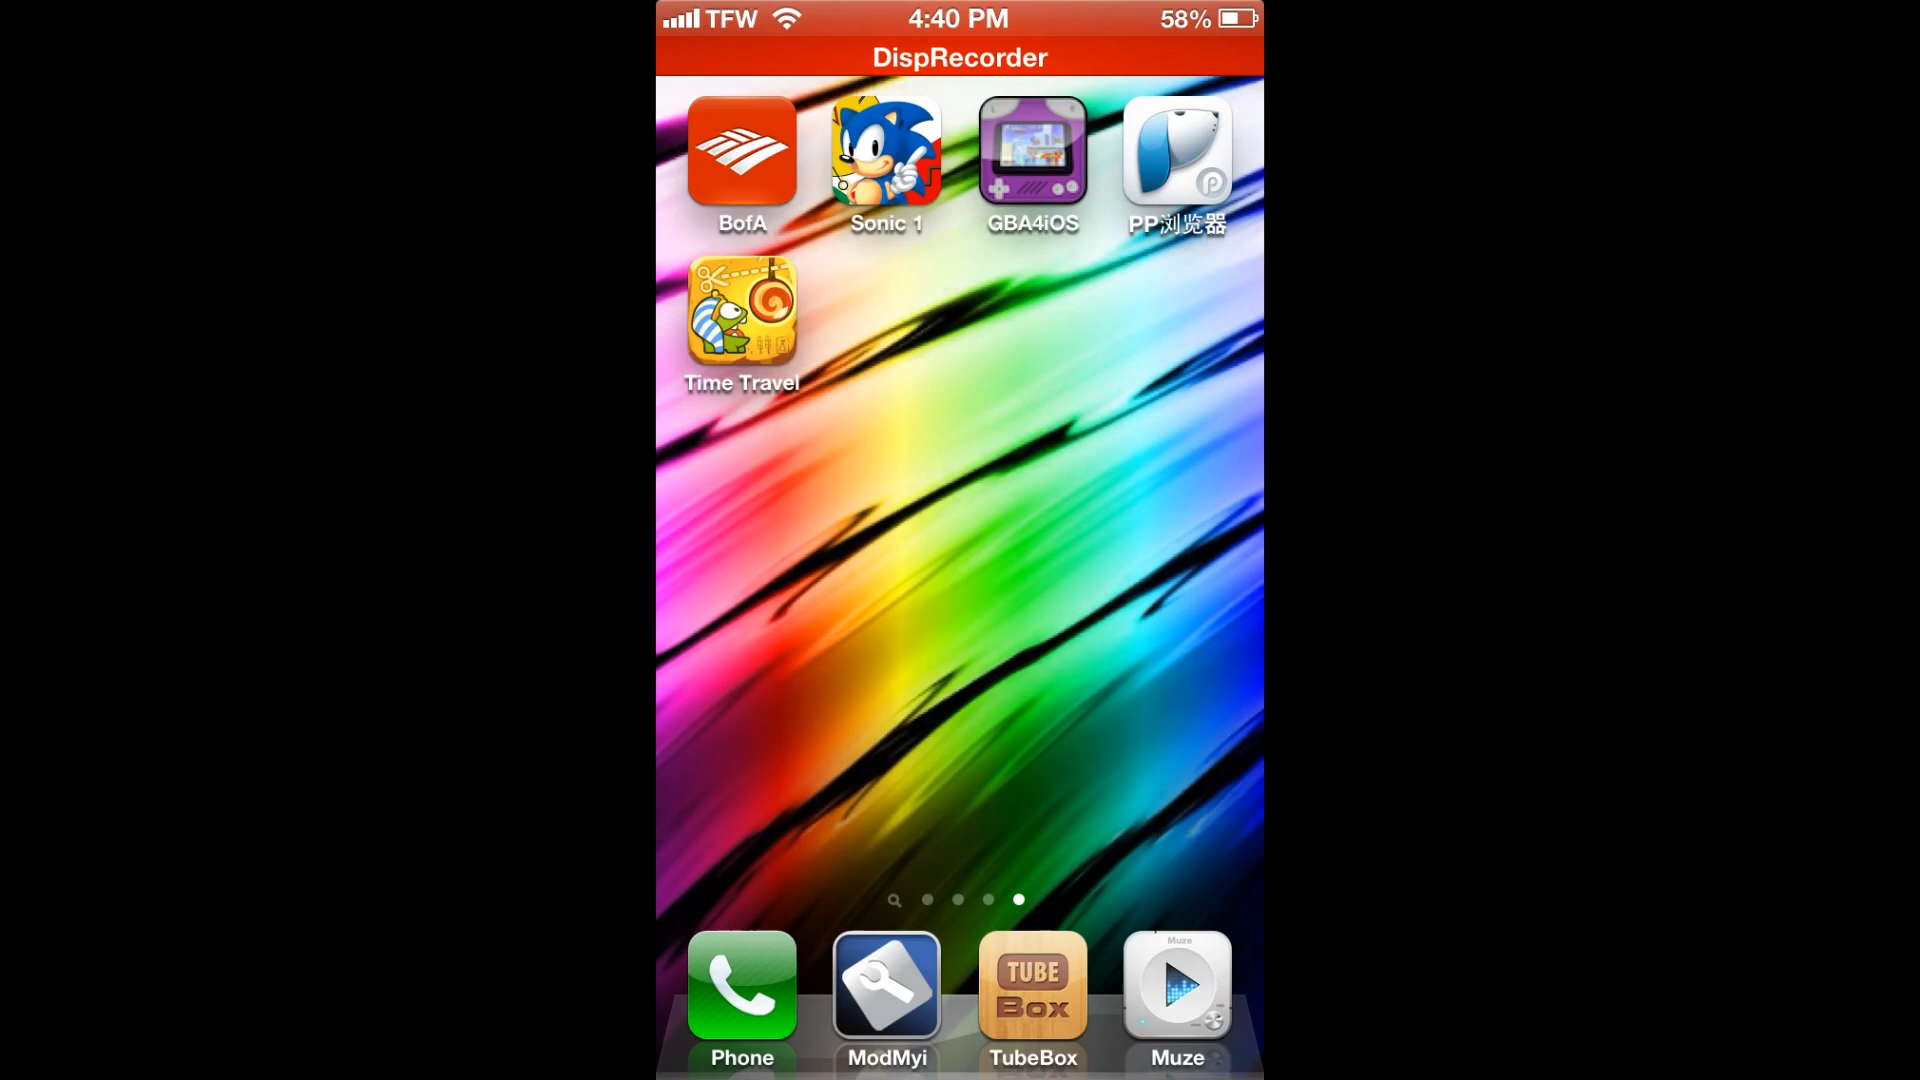 TFW 4:40 PM 58%
DispRecorder
BofA Sonic 1 GBA4iOS PP浏览器
Time Travel
TUBE
Box
Muze
Phone ModMyi TubeBox Muze